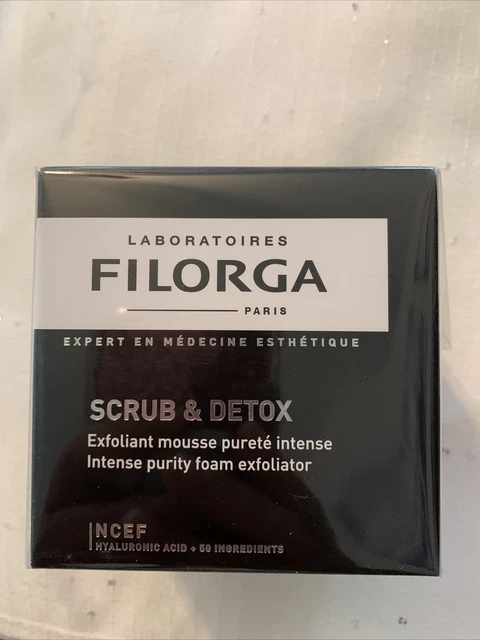 LABORATOIRES
FILORGA
PARIS
EXPERT EN MÉDECINE ESTHÉTIQUE
SCRUB & DETOX
Exfoliant mousse pureté intense
Intense purity foam exfoliator
NCEF
HYALURONIC ACID + 50 INGREDIENTS